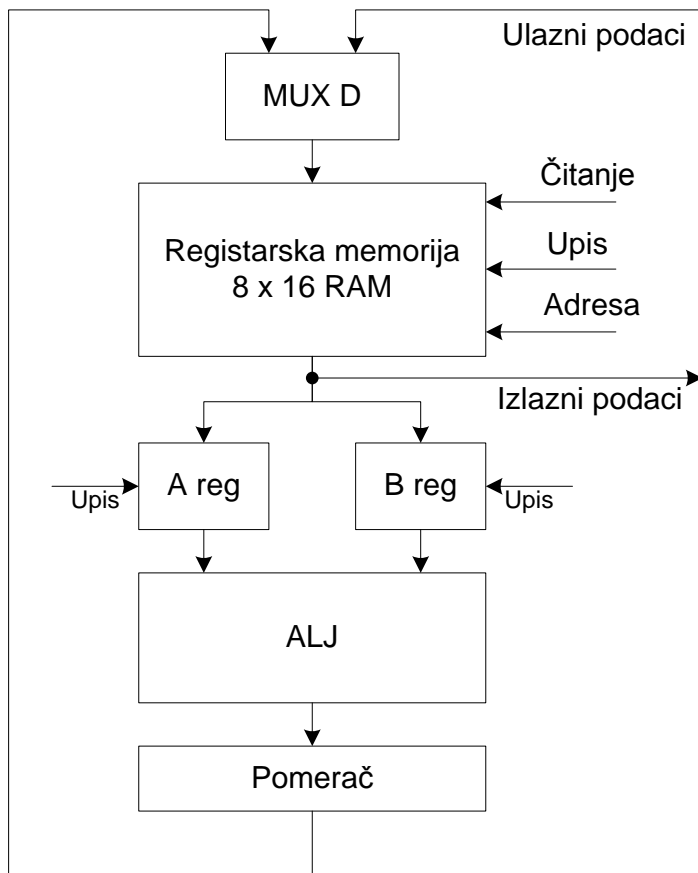 Ulazni podaci
MUX D
Čitanje
Registarska memorija
8 x 16 RAM
Upis
Adresa
Izlazni podaci
A reg
B reg
Upis
Upis
ALJ
Pomerač